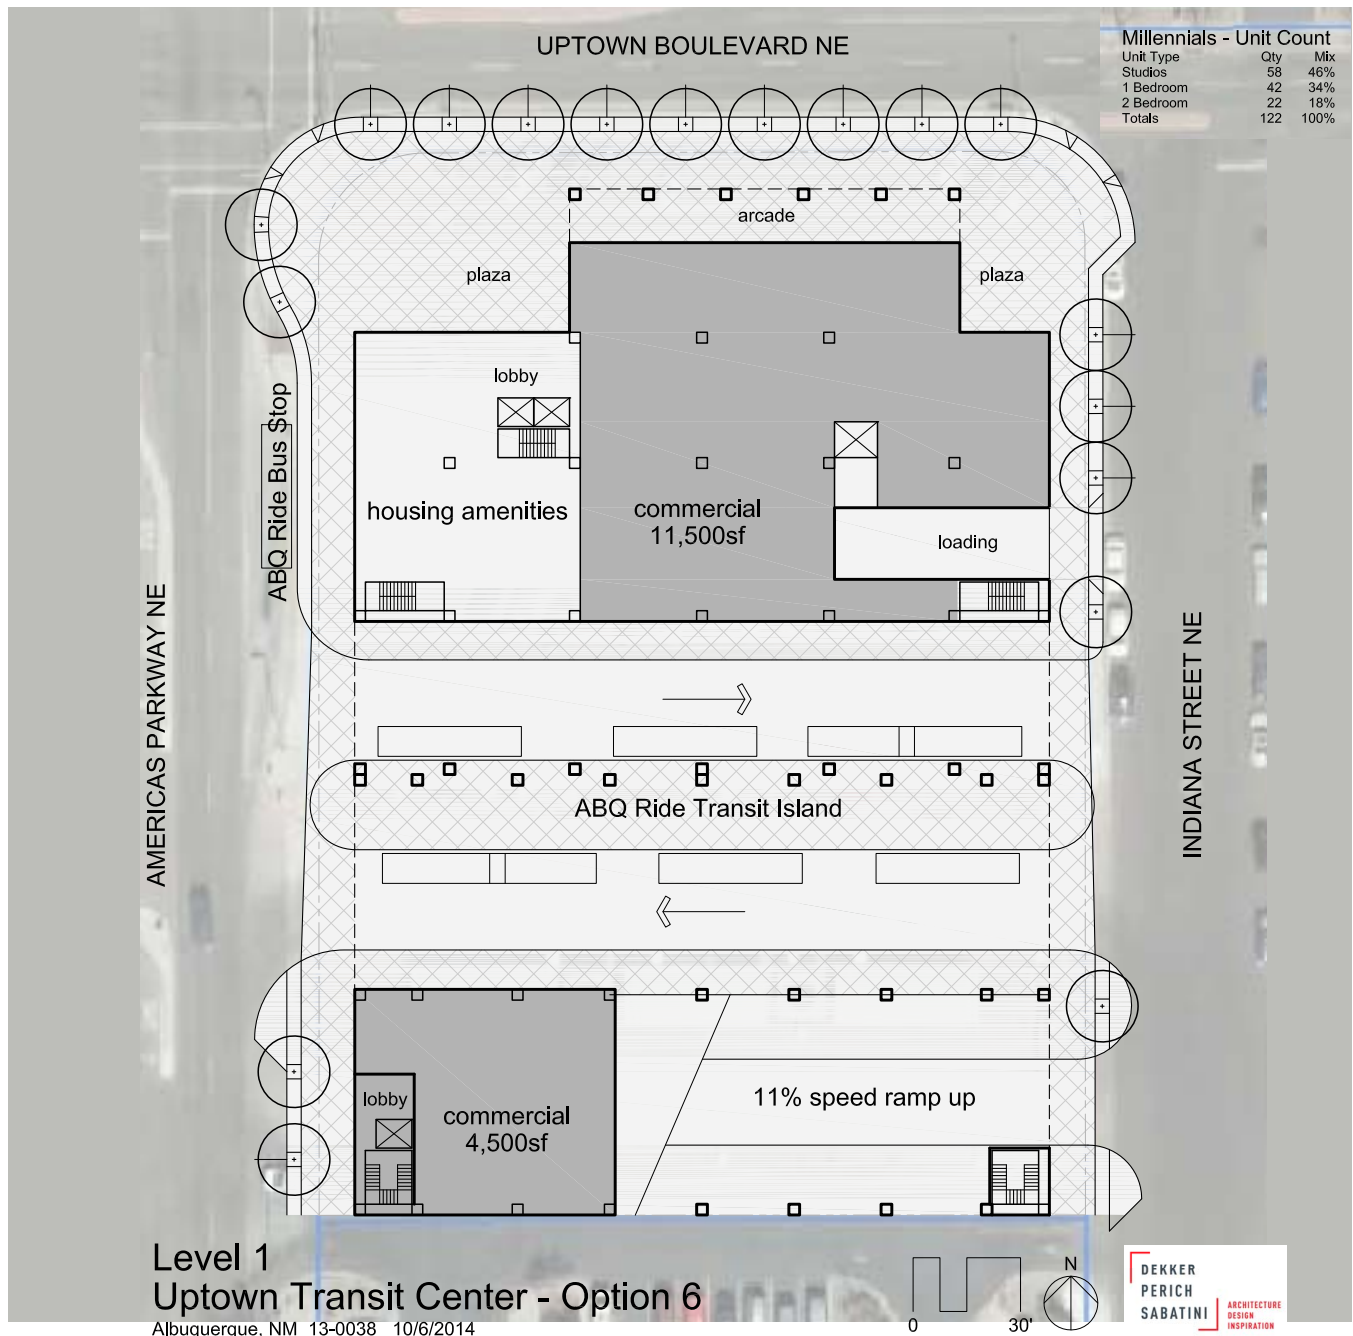 UPTOWN BOULEVARD NE
Millennials - Unit Count
Unit Type Qty Mix
Studios 58 46%
1 Bedroom 42 34%
2 Bedroom 22 18%
Totals 122 100%
arcade
plaza
plaza
lobby
ABQ Ride Bus Stop
housing amenities
commercial
11,500sf
loading
AMERICAS PARKWAY NE
INDIANA STREET NE
ABQ Ride Transit Island
lobby
commercial
4,500sf
11% speed ramp up
Level 1
Uptown Transit Center - Option 6
Albuquerque, NM 13-0038 10/6/2014
0 30'
N
DEKKER
PERICH
SABATINI
ARCHITECTURE
DESIGN
INSPIRATION